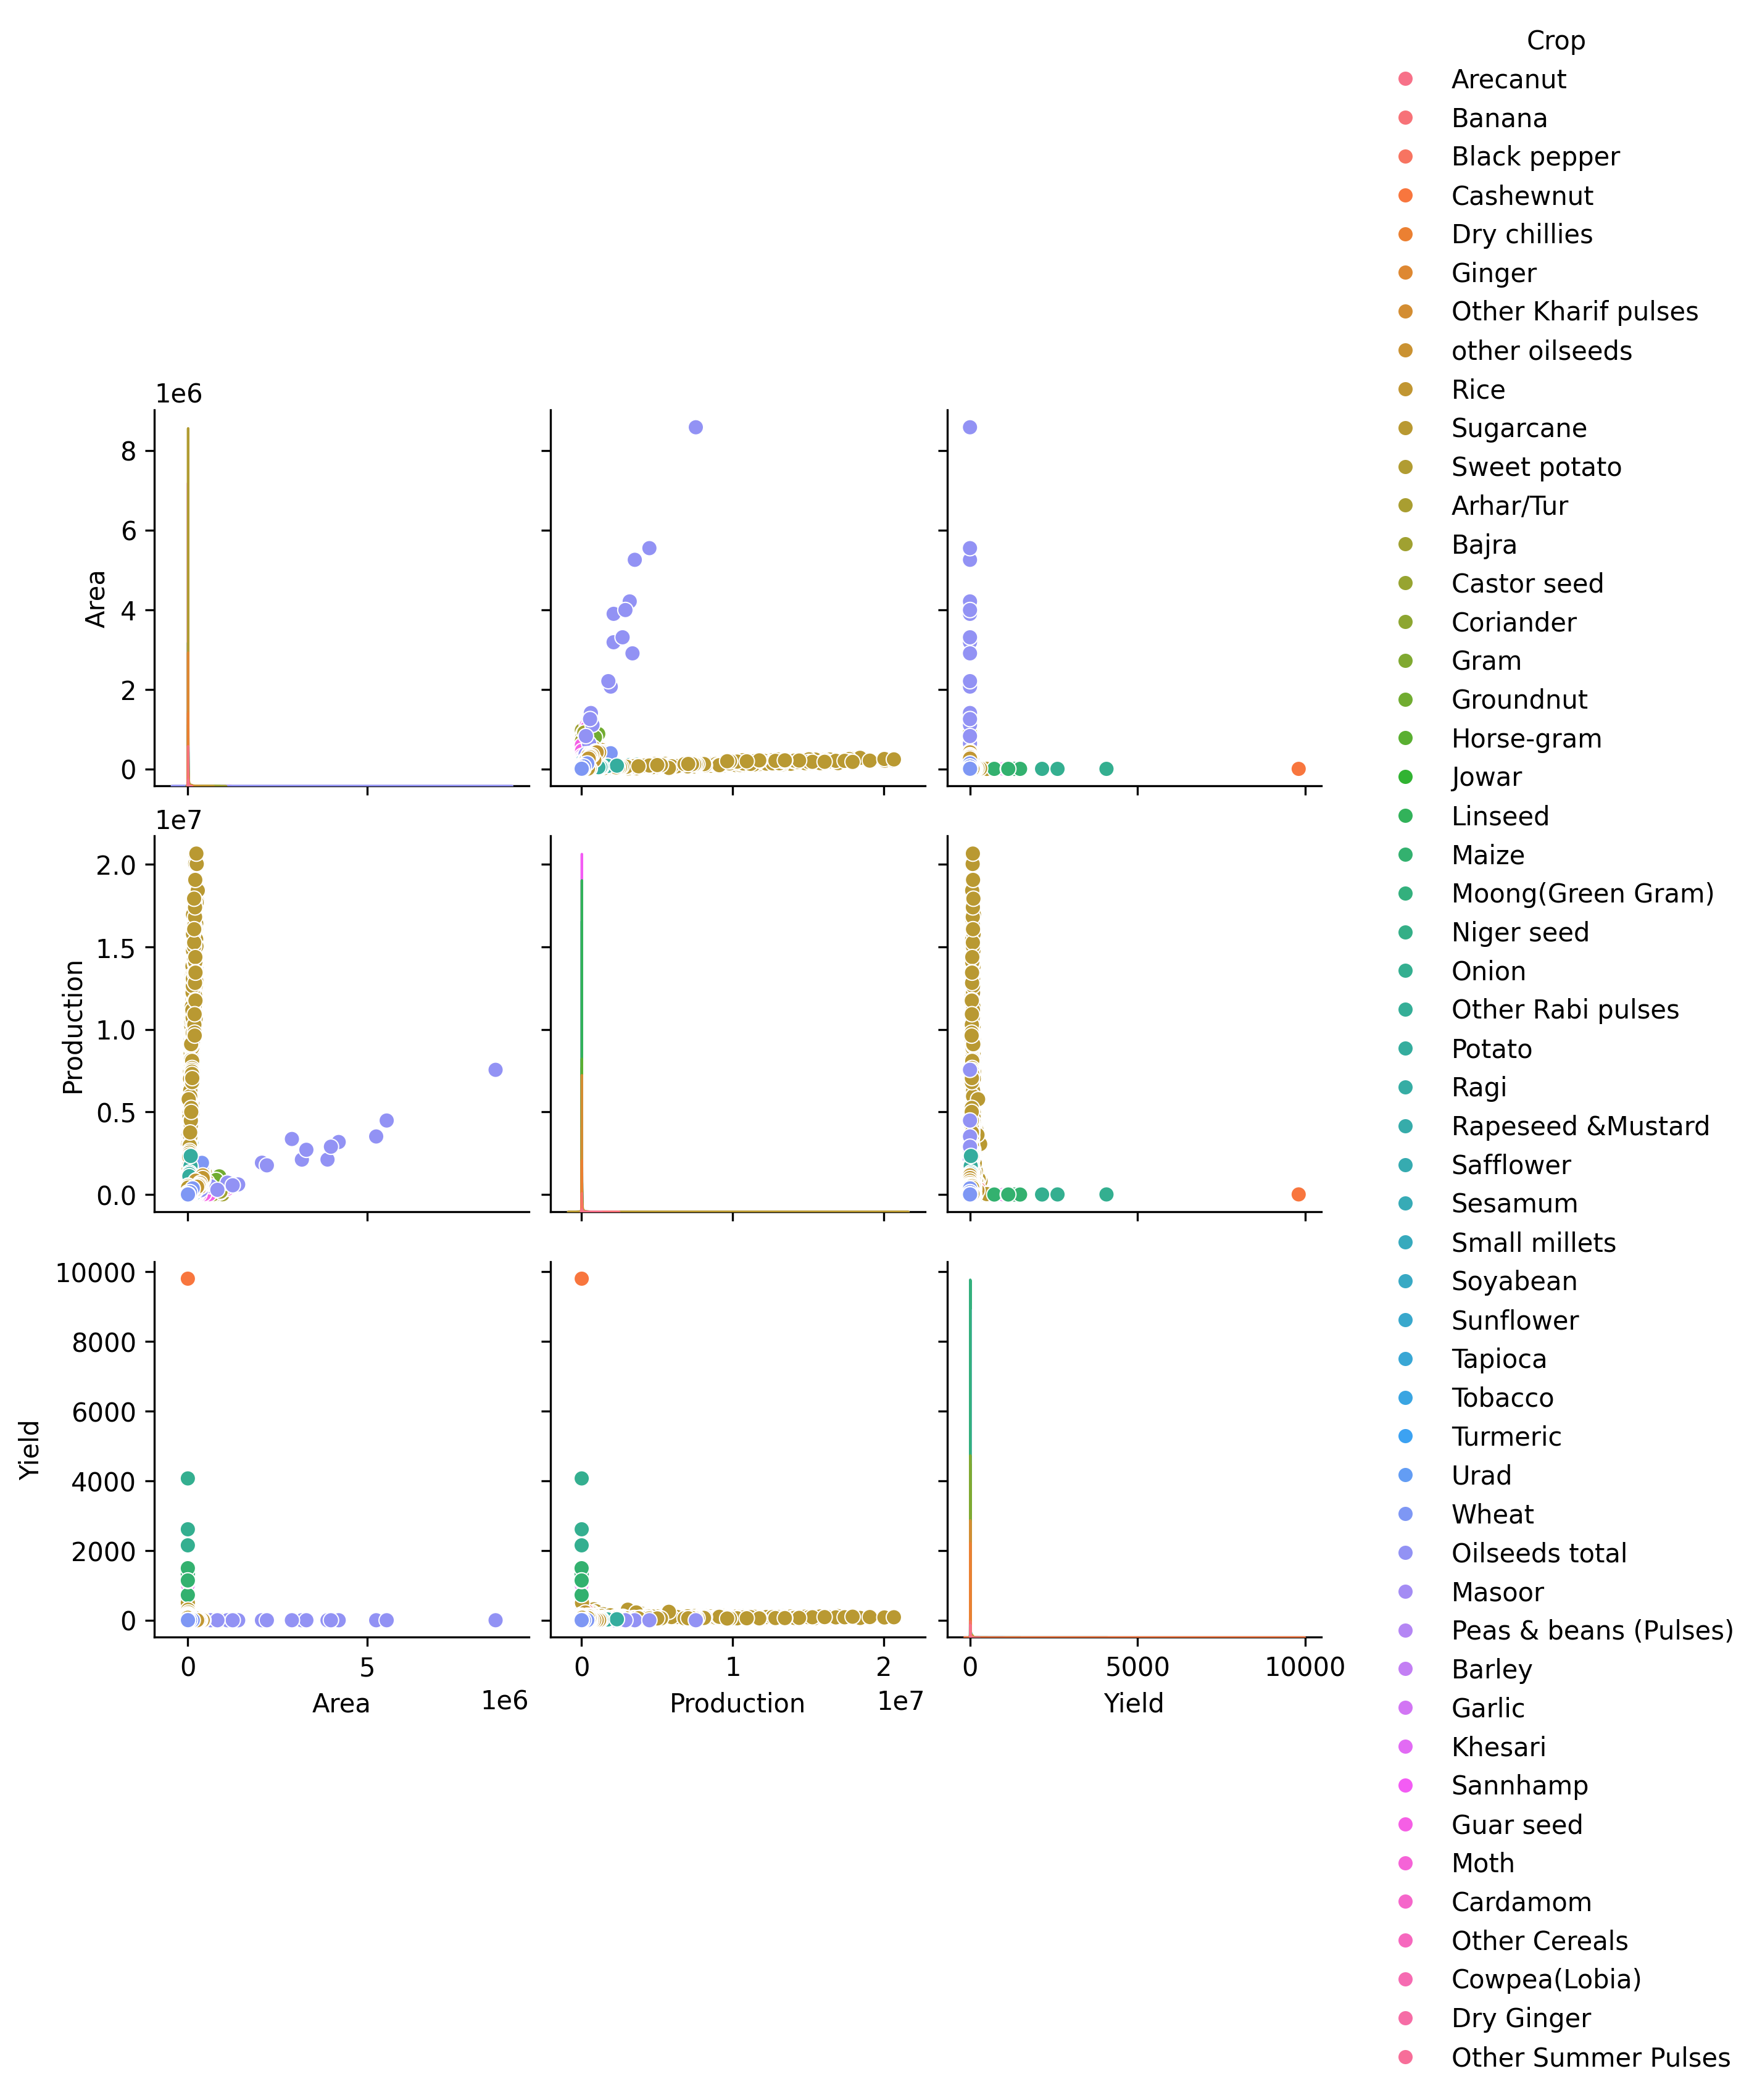 Crop
Arecanut
Banana
Black pepper
Cashewnut
Dry chillies
Ginger
Other Kharif pulses
other oilseeds
Rice
Sugarcane
Sweet potato
Arhar/Tur
Bajra
Castor seed
Coriander
Gram
Groundnut
Horse-gram
Jowar
Linseed
Maize
Moong(Green Gram)
Niger seed
Onion
Other Rabi pulses
Potato
Ragi
Rapeseed &Mustard
Safflower
Sesamum
Small millets
Soyabean
Sunflower
Tapioca
Tobacco
Turmeric
Urad
Wheat
Oilseeds total
Masoor
Peas & beans (Pulses)
Barley
Garlic
Khesari
Sannhamp
Guar seed
Moth
Cardamom
Other Cereals
Cowpea(Lobia)
Dry Ginger
Other Summer Pulses
1e6
8
6
4
2
0
Area
1e7
2.0
1.5
1.0
0.5
0.0
Production
10000
8000
6000
4000
2000
0
Yield
0 5
1e6
Area
0 1 2
1e7
Production
0 5000 10000
Yield